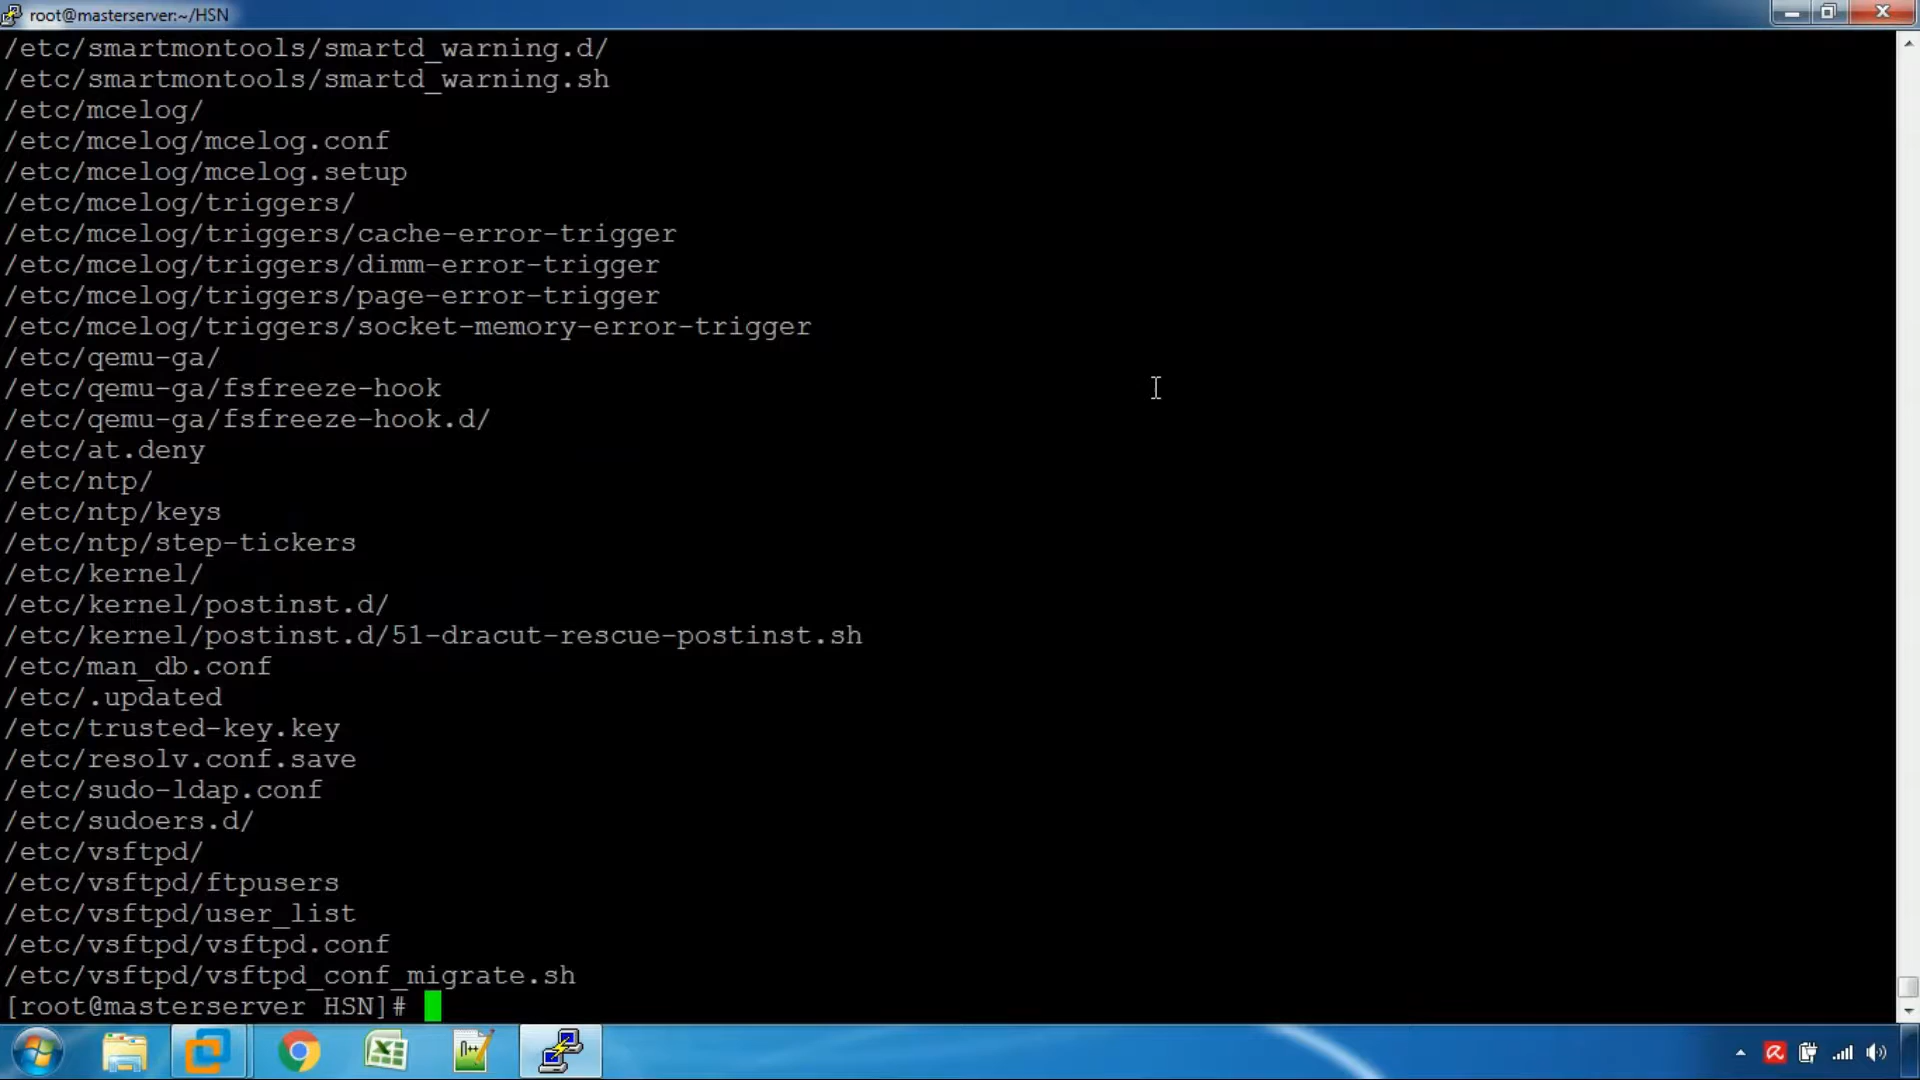 root@masterserver:~/HSN
/etc/smartmontools/smartd_warning.d/
/etc/smartmontools/smartd_warning.sh
/etc/mcelog/
/etc/mcelog/mcelog.conf
/etc/mcelog/mcelog.setup
/etc/mcelog/triggers/
/etc/mcelog/triggers/cache-error-trigger
/etc/mcelog/triggers/dimm-error-trigger
/etc/mcelog/triggers/page-error-trigger
/etc/mcelog/triggers/socket-memory-error-trigger
/etc/qemu-ga/
/etc/qemu-ga/fsfreeze-hook
/etc/qemu-ga/fsfreeze-hook.d/
/etc/at.deny
/etc/ntp/
/etc/ntp/keys
/etc/ntp/step-tickers
/etc/kernel/
/etc/kernel/postinst.d/
/etc/kernel/postinst.d/51-dracut-rescue-postinst.sh
/etc/man_db.conf
/etc/.updated
/etc/trusted-key.key
/etc/resolv.conf.save
/etc/sudo-ldap.conf
/etc/sudoers.d/
/etc/vsftpd/
/etc/vsftpd/ftpusers
/etc/vsftpd/user_list
/etc/vsftpd/vsftpd.conf
/etc/vsftpd/vsftpd_conf_migrate.sh
[root@masterserver HSN]#